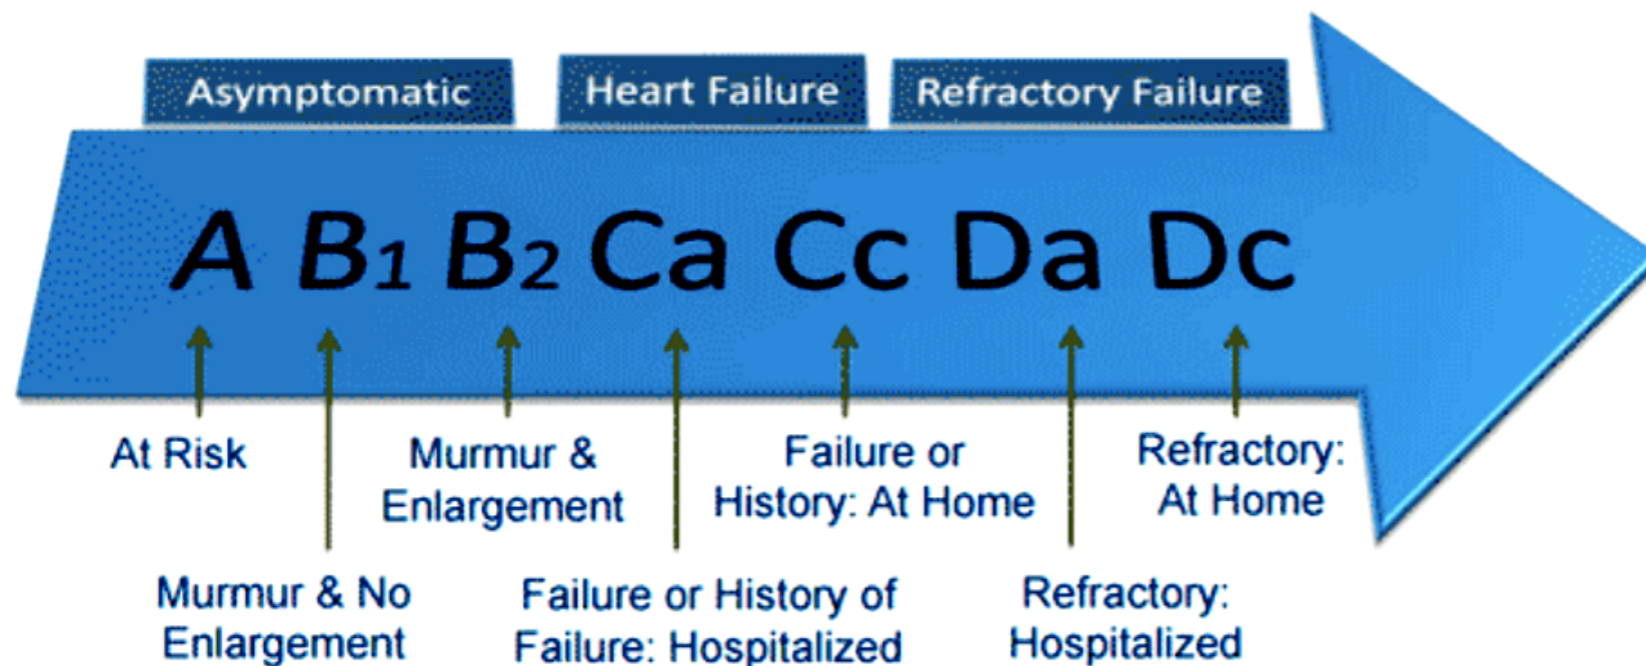 Asymptomatic
Heart Failure
Refractory Failure
A B1 B2 Ca Cc Da Dc
At Risk
Murmur & No
Enlargement
Murmur &
Enlargement
Failure or History of
Failure: Hospitalized
Failure or
History: At Home
Refractory:
Hospitalized
Refractory:
At Home